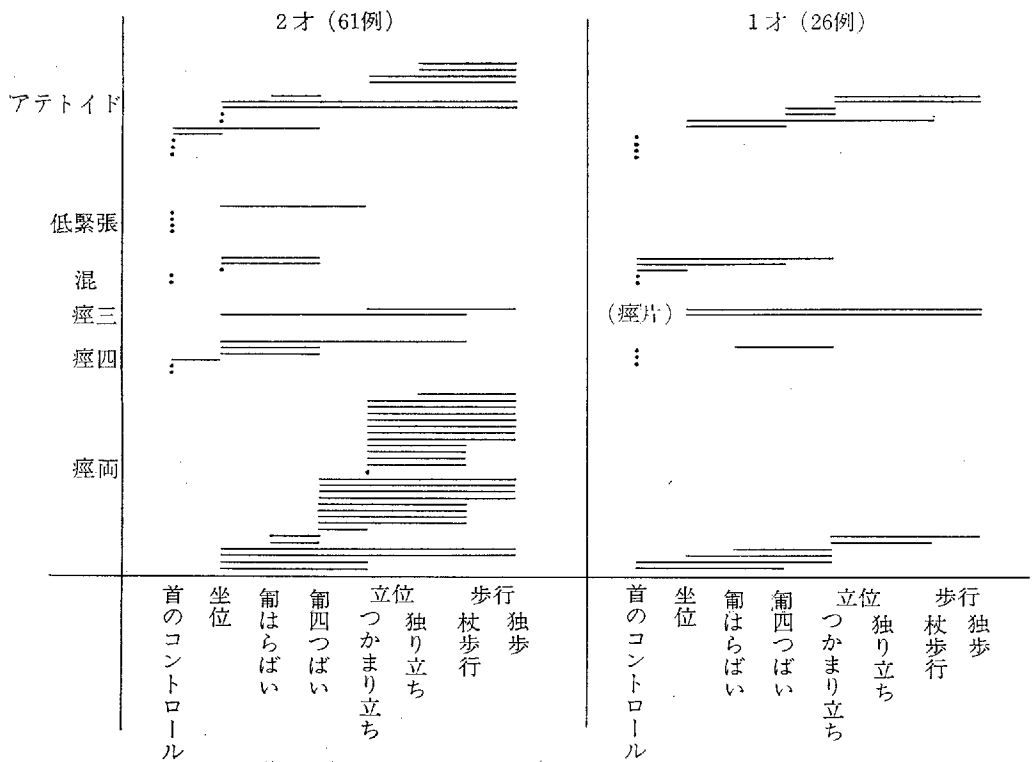 2才(61例)
1才(26例)
アテトイド
低緊張
混
痙三
(痙片)
痙四
痙両
首のコントロール
坐位
匍はらばい
匍四つばい
立位
つかまり立ち
独り立ち
歩行
杖歩行
独歩
首のコントロール
坐位
匍はらばい
匍四つばい
立位
つかまり立ち
独り立ち
歩行
杖歩行
独歩